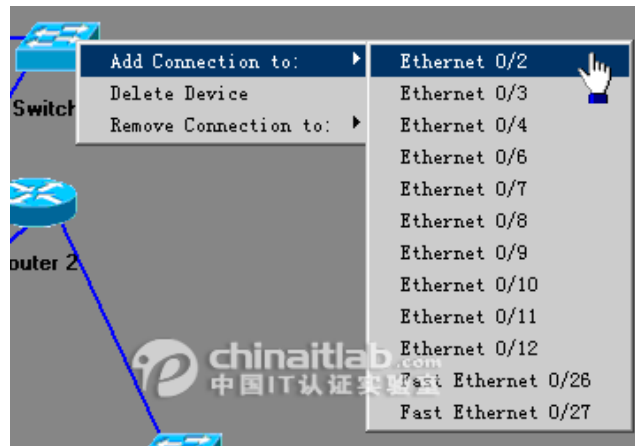 Add Connection to:
Delete Device
Remove Connection to:
Switch
outer 2
Ethernet 0/2
Ethernet 0/3
Ethernet 0/4
Ethernet 0/6
Ethernet 0/7
Ethernet 0/8
Ethernet 0/9
Ethernet 0/10
Ethernet 0/11
Ethernet 0/12
Fast Ethernet 0/26
Fast Ethernet 0/27
chinaitlab.com
中国IT认证实验室